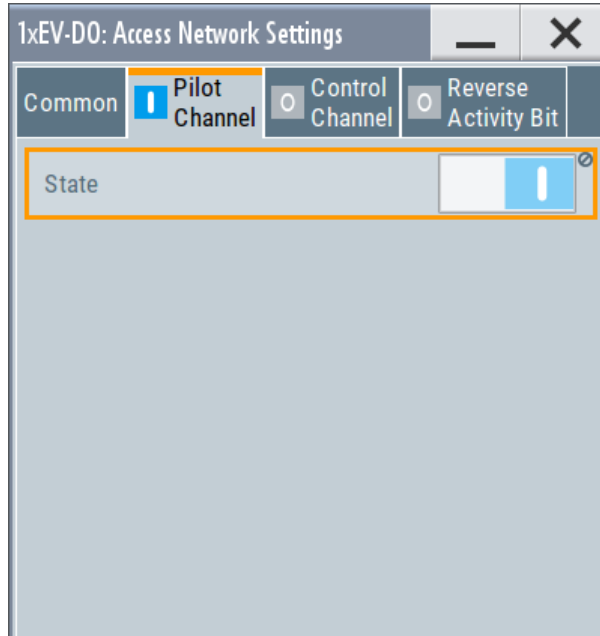 1xEV-DO: Access Network Settings
Common
Pilot
Channel
Control
Channel
Reverse
Activity Bit
State